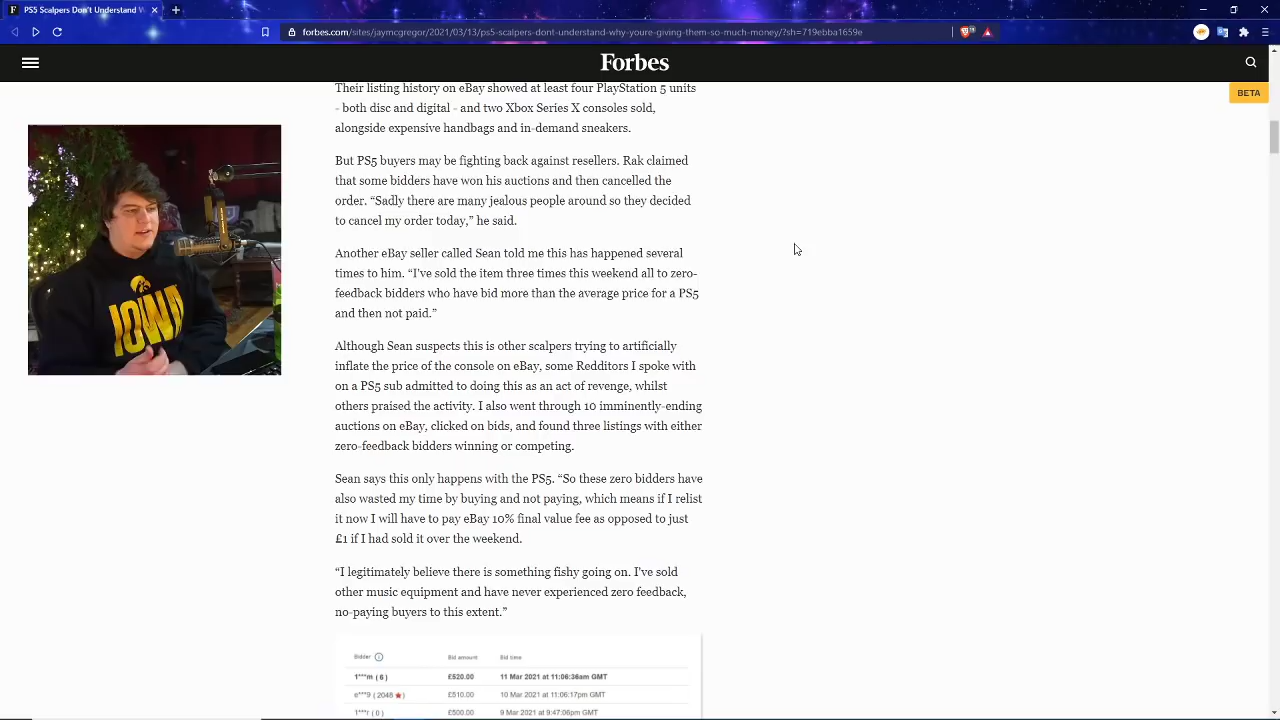 PS5 Scalpers Don't Understand W
forbes.com/sites/jaymcgregor/2021/03/13/ps5-scalpers-dont-understand-why-youre-giving-them-so-much-money/?sh=719ebba1659e
Forbes
BETA
Their listing history on eBay showed at least four PlayStation 5 units
- both disc and digital - and two Xbox Series X consoles sold,
alongside expensive handbags and in-demand sneakers.
But PS5 buyers may be fighting back against resellers. Rak claimed
that some bidders have won his auctions and then cancelled the
order. “Sadly there are many jealous people around so they decided
to cancel my order today,” he said.
Another eBay seller called Sean told me this has happened several
times to him. “I've sold the item three times this weekend all to zero-
feedback bidders who have bid more than the average price for a PS5
and then not paid.”
Although Sean suspects this is other scalpers trying to artificially
inflate the price of the console on eBay, some Redditors I spoke with
on a PS5 sub admitted to doing this as an act of revenge, whilst
others praised the activity. I also went through 10 imminently-ending
auctions on eBay, clicked on bids, and found three listings with either
zero-feedback bidders winning or competing.
Sean says this only happens with the PS5. “So these zero bidders have
also wasted my time by buying and not paying, which means if I relist
it now I will have to pay eBay 10% final value fee as opposed to just
£1 if I had sold it over the weekend.
“I legitimately believe there is something fishy going on. I've sold
other music equipment and have never experienced zero feedback,
no-paying buyers to this extent.”
Bidder Bid amount Bid time
1***m ( 6 ) £520.00 11 Mar 2021 at 11:06:36am GMT
e***9 ( 2048 ) £510.00 10 Mar 2021 at 11:06:17pm GMT
1***r ( 0 ) £500.00 9 Mar 2021 at 9:47:06pm GMT
IOWA